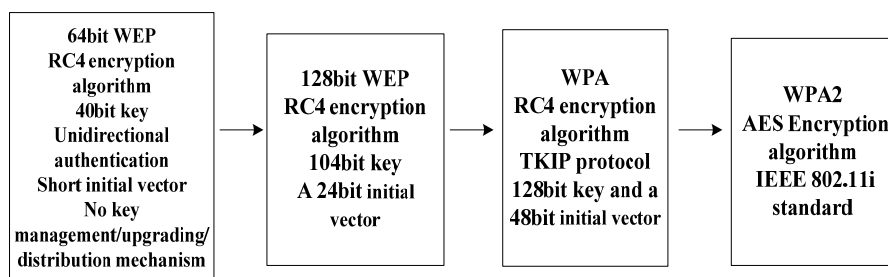 64bit WEP
RC4 encryption
algorithm
40bit key
Unidirectional
authentication
Short initial vector
No key
management/upgrading/
distribution mechanism
128bit WEP
RC4 encryption
algorithm
104bit key
A 24bit initial
vector
WPA
RC4 encryption
algorithm
TKIP protocol
128bit key and a
48bit initial vector
WPA2
AES Encryption
algorithm
IEEE 802.11i
standard